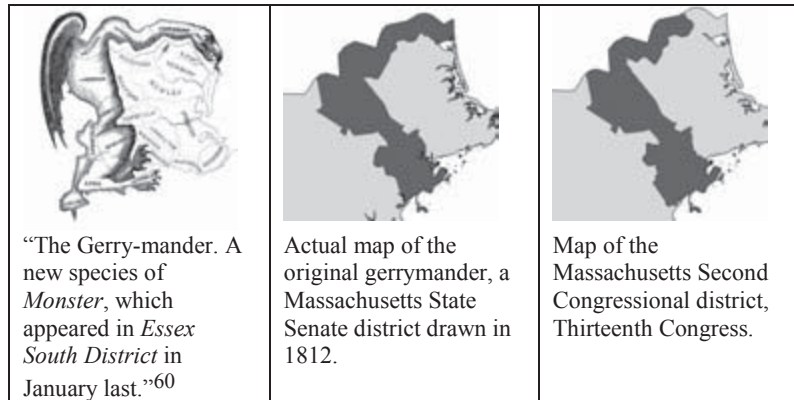 “The Gerry-mander. A
new species of
Monster, which
appeared in Essex
South District in
January last.”60
Actual map of the
original gerrymander, a
Massachusetts State
Senate district drawn in
1812.
Map of the
Massachusetts Second
Congressional district,
Thirteenth Congress.